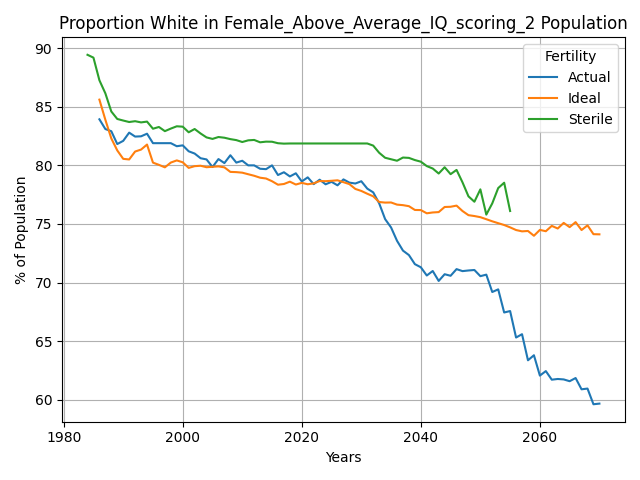 Proportion White in Female_Above_Average_IQ_scoring_2 Population
% of Population
90
85
80
75
70
65
60
1980
2000
2020
2040
2060
Years
Fertility
Actual
Ideal
Sterile